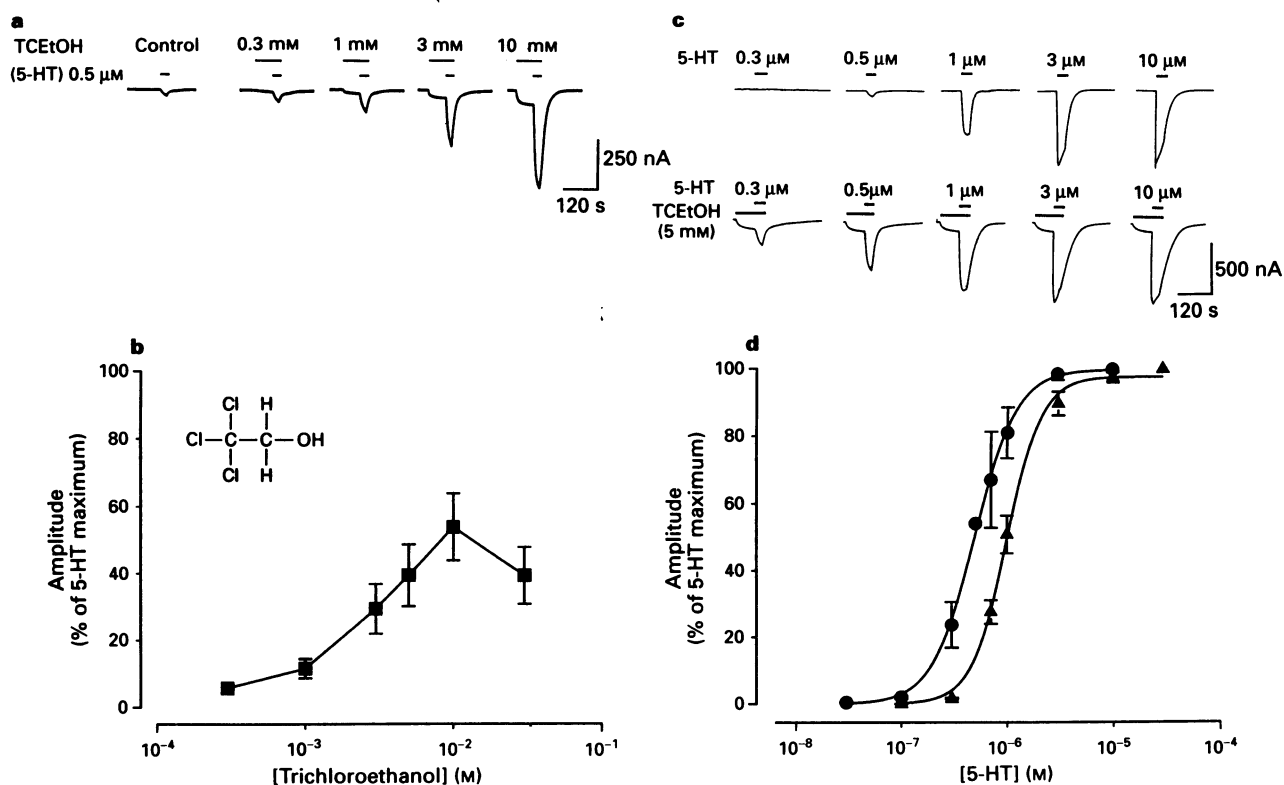 a
TCEtOH Control 0.3 mM 1 mM 3 mM 10 mM
(5-HT) 0.5 µM
250 nA
120 s
c
5-HT 0.3 µM 0.5 µM 1 µM 3 µM 10 µM
5-HT 0.3 µM 0.5µM 1 µM 3 µM 10 µM
TCEtOH
(5 mM)
500 nA
120 s
b
100
80
60
40
20
0
Amplitude
(% of 5-HT maximum)
Cl H
Cl C C OH
Cl H
10⁻⁴ 10⁻³ 10⁻² 10⁻¹
[Trichloroethanol] (M)
d
100
80
60
40
20
0
Amplitude
(% of 5-HT maximum)
10⁻⁸ 10⁻⁷ 10⁻⁶ 10⁻⁵ 10⁻⁴
[5-HT] (M)